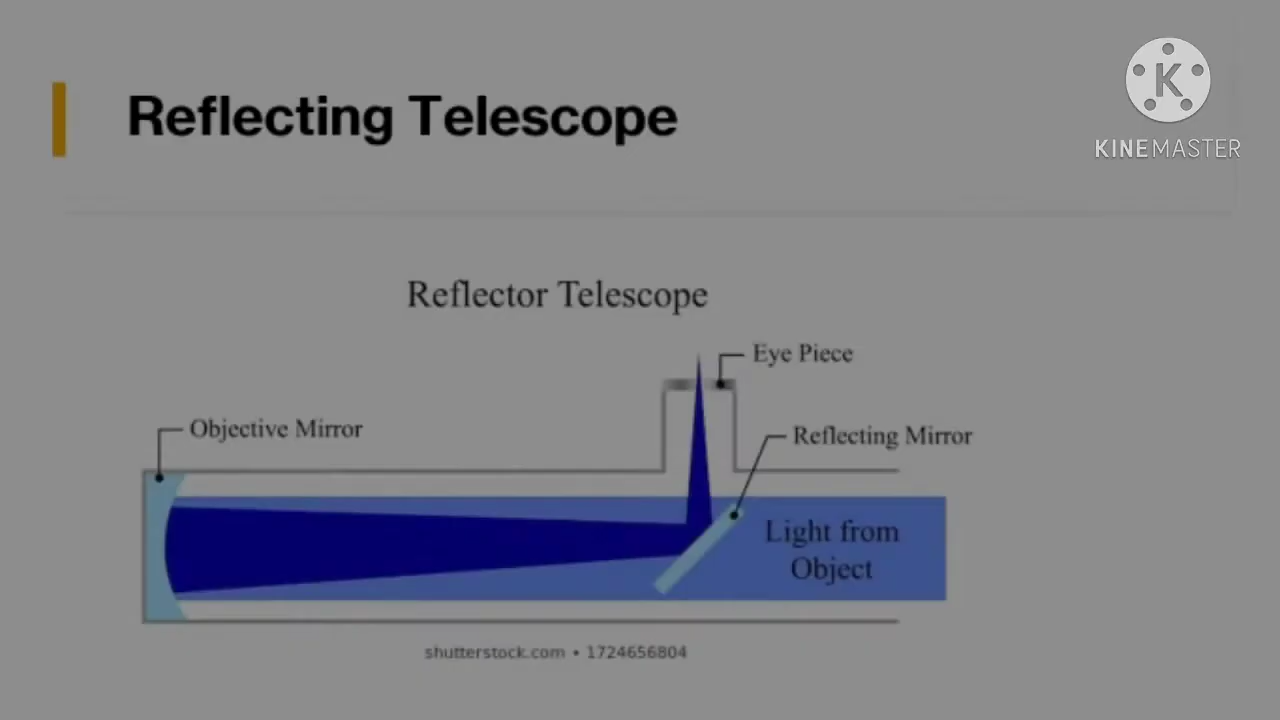 Reflecting Telescope
K
KINEMASTER
Reflector Telescope
Eye Piece
Objective Mirror
Reflecting Mirror
Light from
Object
shutterstock.com • 1724656804